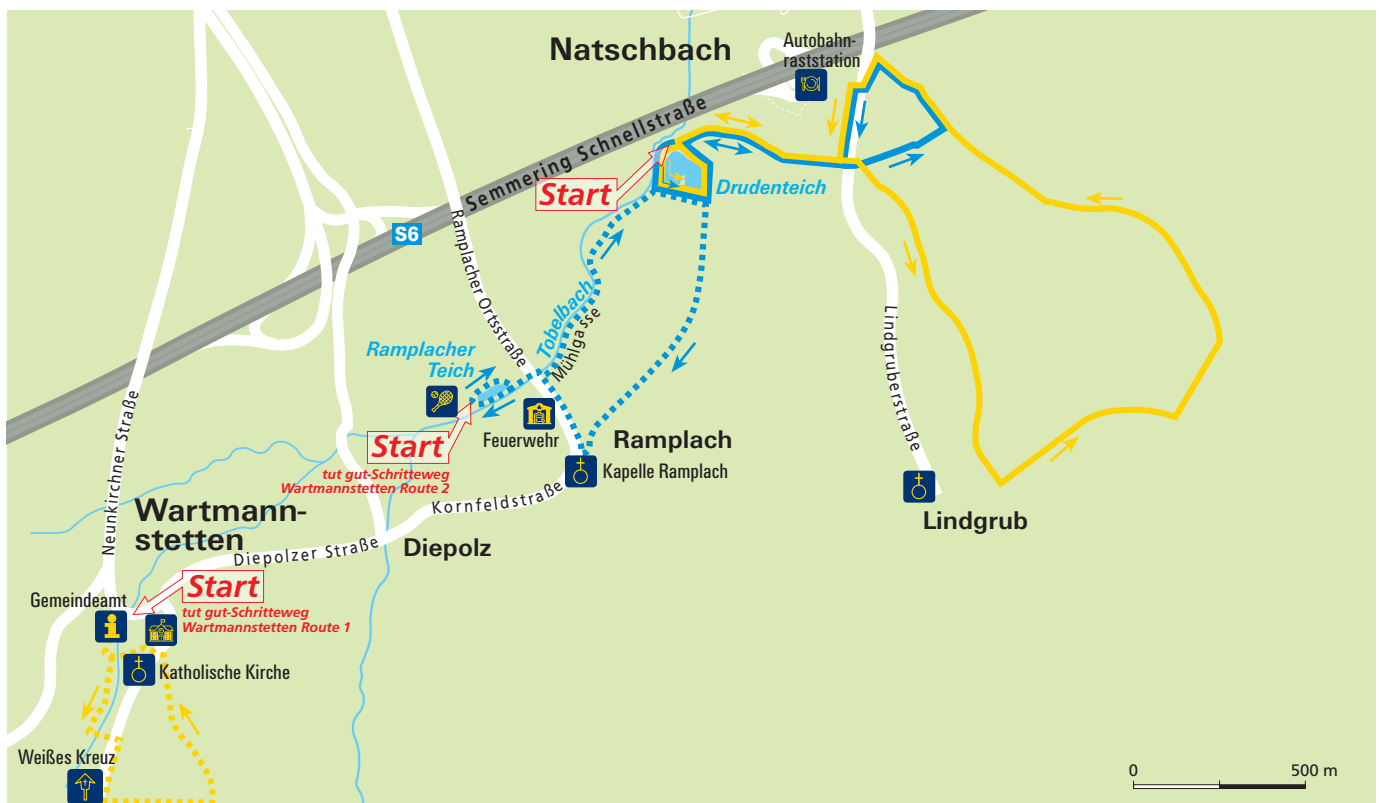 Natschbach
Autobahn-
raststation
Semmering Schnellstraße
S6
Start
Drudenteich
Ramplacher Ortsstraße
Tobelbach
Mühlgasse
Ramplacher
Teich
Lindgruberstraße
Feuerwehr
Start
tut gut-Schritteweg
Wartmannstetten Route 2
Ramplach
Kapelle Ramplach
Neunkirchner Straße
Wartmann-
stetten
Kornfeldstraße
Lindgrub
Diepolzer Straße
Diepolz
Start
tut gut-Schritteweg
Wartmannstetten Route 1
Gemeindeamt
Katholische Kirche
Weißes Kreuz
0 500 m